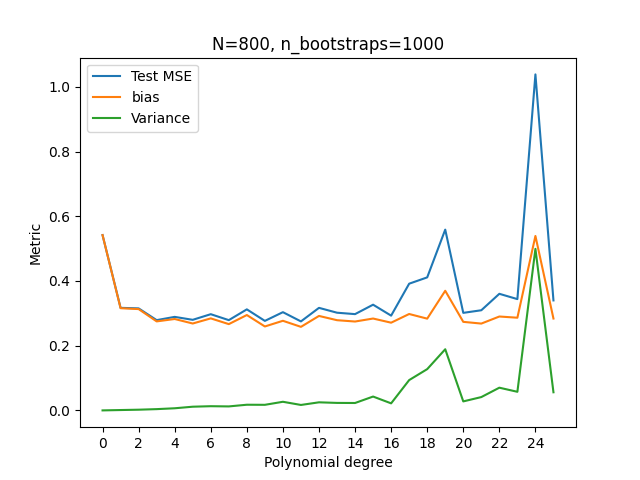 N=800, n_bootstraps=1000
Test MSE
bias
Variance
1.0
0.8
0.6
0.4
0.2
0.0
Metric
0 2 4 6 8 10 12 14 16 18 20 22 24
Polynomial degree